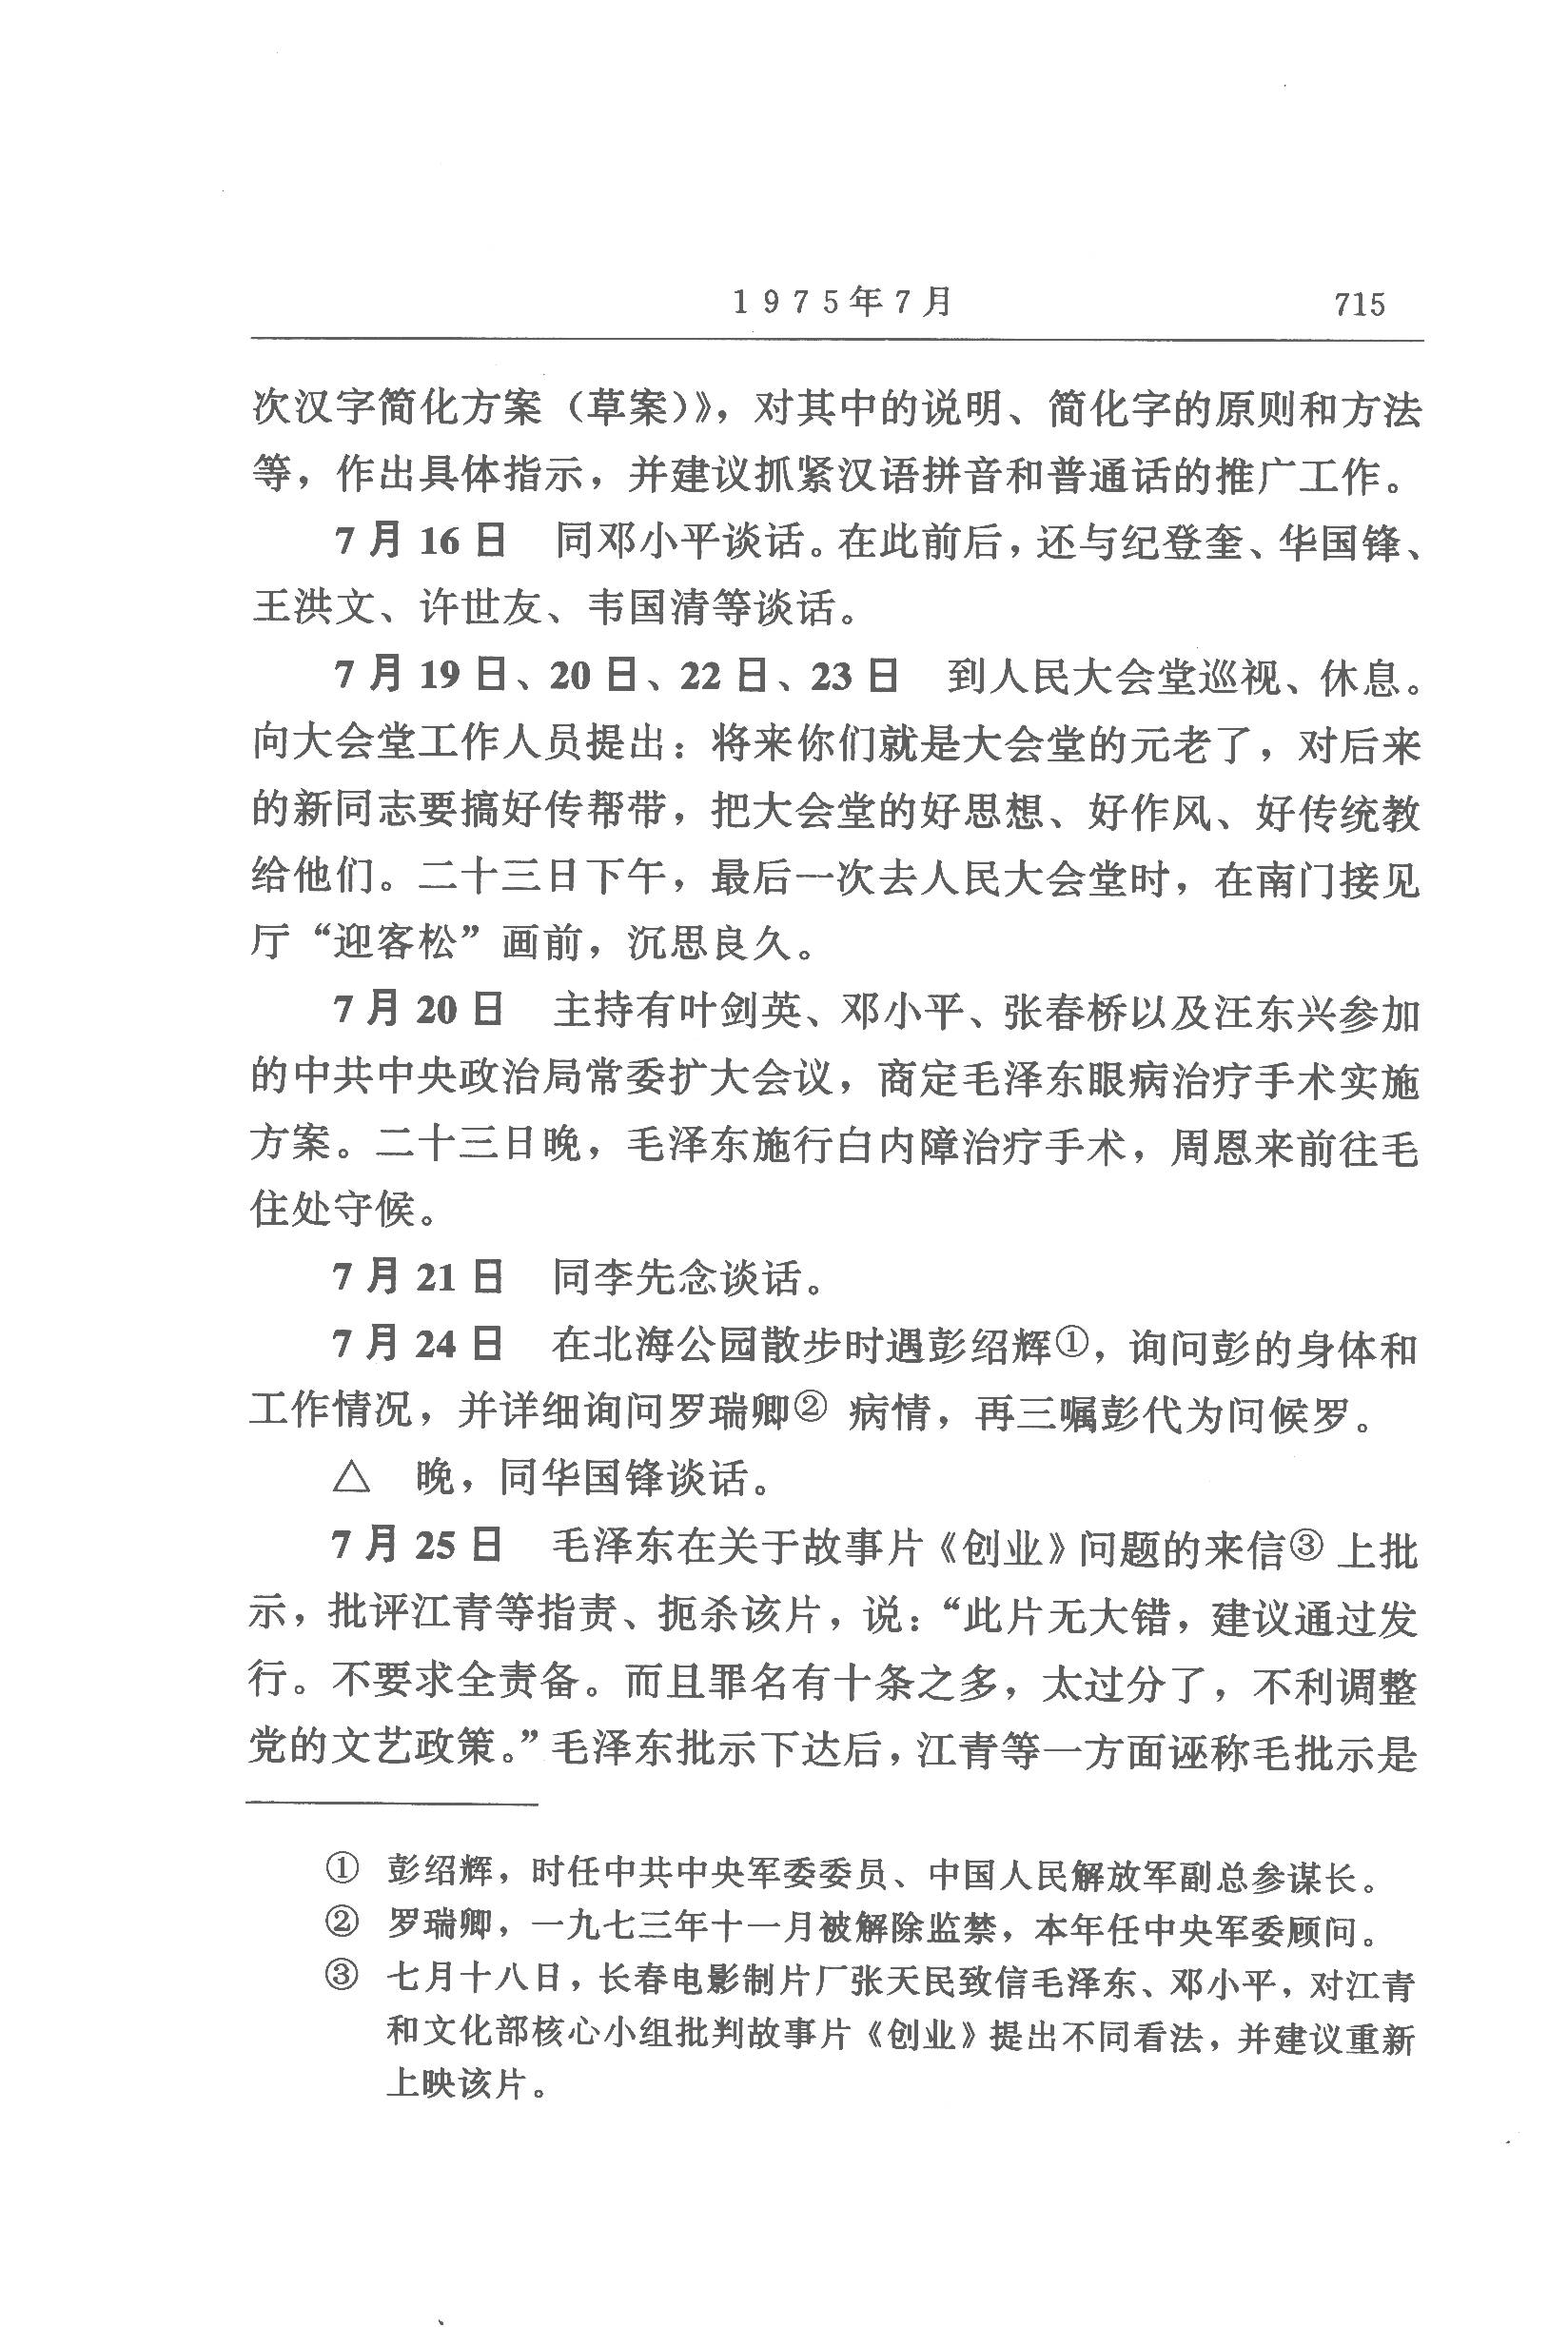 1975年7月 715
次汉字简化方案（草案）》，对其中的说明、简化字的原则和方法
等，作出具体指示，并建议抓紧汉语拼音和普通话的推广工作。
7月16日 同邓小平谈话。在此前后，还与纪登奎、华国锋、
王洪文、许世友、韦国清等谈话。
7月19日、20日、22日、23日 到人民大会堂巡视、休息。
向大会堂工作人员提出：将来你们就是大会堂的元老了，对后来
的新同志要搞好传帮带，把大会堂的好思想、好作风、好传统教
给他们。二十三日下午，最后一次去人民大会堂时，在南门接见
厅“迎客松”画前，沉思良久。
7月20日 主持有叶剑英、邓小平、张春桥以及汪东兴参加
的中共中央政治局常委扩大会议，商定毛泽东眼病治疗手术实施
方案。二十三日晚，毛泽东施行白内障治疗手术，周恩来前往毛
住处守候。
7月21日 同李先念谈话。
7月24日 在北海公园散步时遇彭绍辉①，询问彭的身体和
工作情况，并详细询问罗瑞卿② 病情，再三嘱彭代为问候罗。
△ 晚，同华国锋谈话。
7月25日 毛泽东在关于故事片《创业》问题的来信③ 上批
示，批评江青等指责、扼杀该片，说：“此片无大错，建议通过发
行。不要求全责备。而且罪名有十条之多，太过分了，不利调整
党的文艺政策。”毛泽东批示下达后，江青等一方面诬称毛批示是
① 彭绍辉，时任中共中央军委委员、中国人民解放军副总参谋长。
② 罗瑞卿，一九七三年十一月被解除监禁，本年任中央军委顾问。
③ 七月十八日，长春电影制片厂张天民致信毛泽东、邓小平，对江青
和文化部核心小组批判故事片《创业》提出不同看法，并建议重新
上映该片。